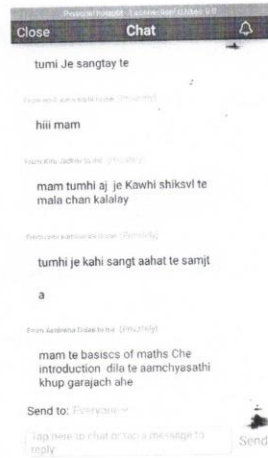 Close
Chat
tumi Je sangtay te
hiii mam
mam tumhi aj je Kawhi shiksvl te
mala chan kalalay
tumhi je kahi sangt aahat te samjt
a
mam te basiscs of maths Che
introduction dila te aamchyasathi
khup garajach ahe
Send to: Everyone
Tap here to chat or tap a message to
reply
Send